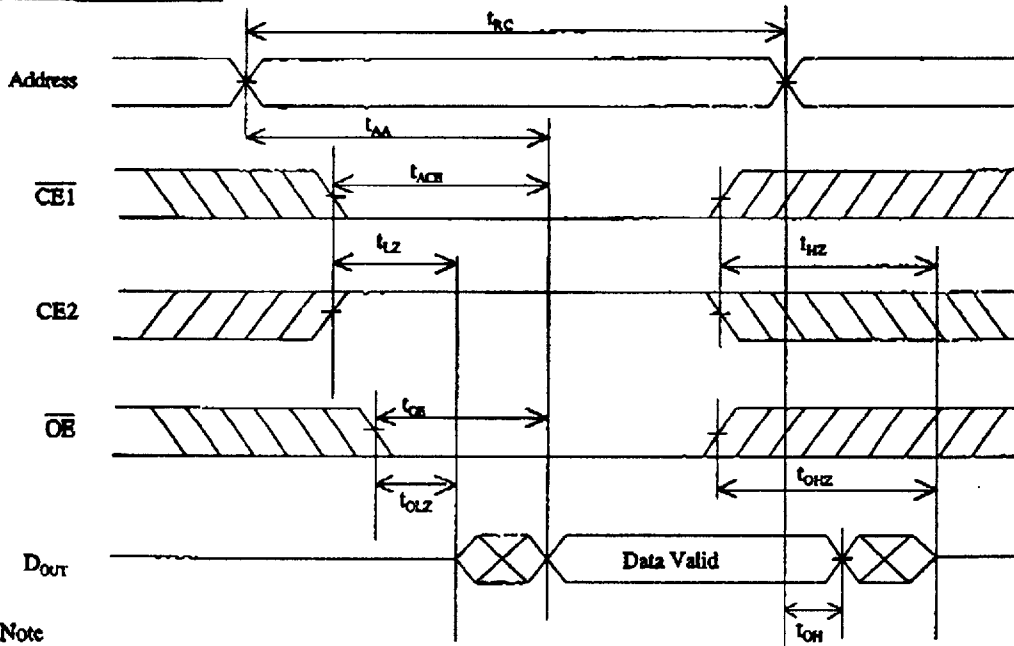 tRC
Address
tAA
CE1
tACE
tLZ
tHZ
CE2
OE
tOE
tOLZ
tOHZ
DOUT
Data Valid
tOH
Note